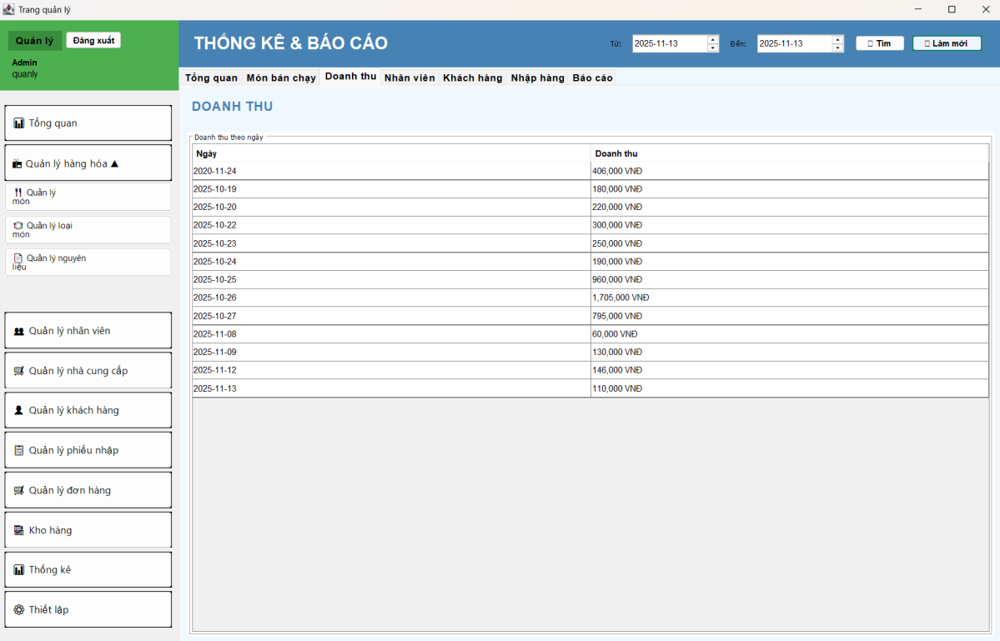 Trang quản lý
Quản lý
Đăng xuất
Admin
quanly
Tổng quan
Quản lý hàng hóa ▲
Quản lý
món
Quản lý loại
món
Quản lý nguyên
liệu
Quản lý nhân viên
Quản lý nhà cung cấp
Quản lý khách hàng
Quản lý phiếu nhập
Quản lý đơn hàng
Kho hàng
Thống kê
Thiết lập
THỐNG KÊ & BÁO CÁO
Từ: 2025-11-13 Đến: 2025-11-13 Tìm Làm mới
Tổng quan Món bán chạy Doanh thu Nhân viên Khách hàng Nhập hàng Báo cáo
DOANH THU
Doanh thu theo ngày
Ngày Doanh thu
2020-11-24 406,000 VNĐ
2025-10-19 180,000 VNĐ
2025-10-20 220,000 VNĐ
2025-10-22 300,000 VNĐ
2025-10-23 250,000 VNĐ
2025-10-24 190,000 VNĐ
2025-10-25 960,000 VNĐ
2025-10-26 1,705,000 VNĐ
2025-10-27 795,000 VNĐ
2025-11-08 60,000 VNĐ
2025-11-09 130,000 VNĐ
2025-11-12 146,000 VNĐ
2025-11-13 110,000 VNĐ